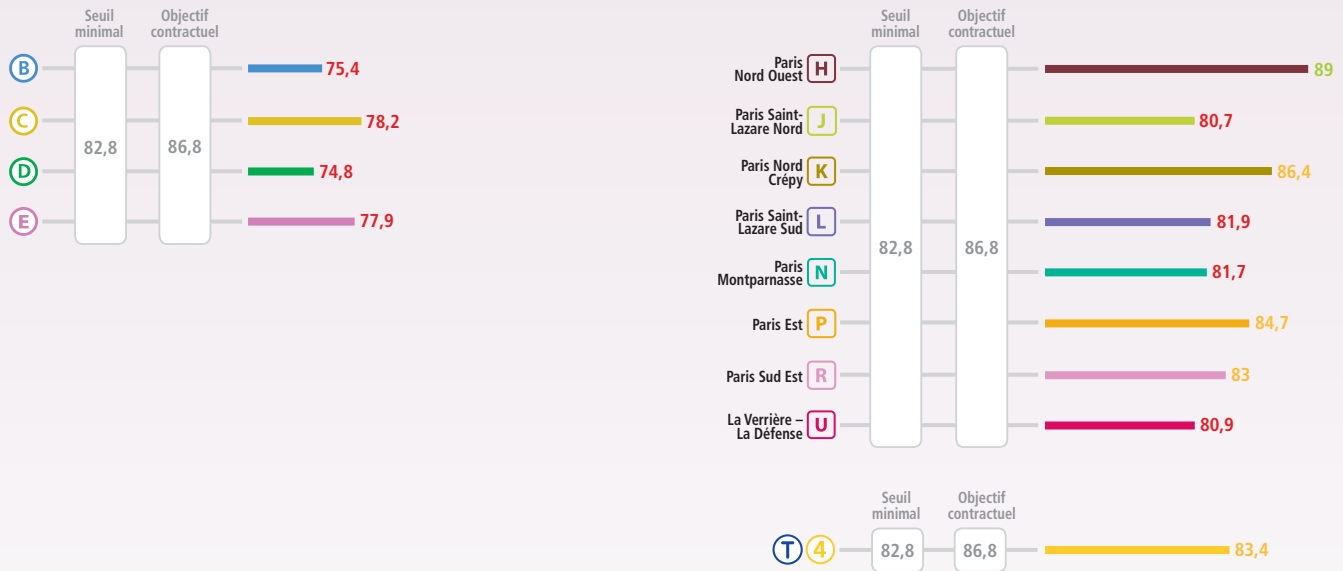 Seuil
minimal
Objectif
contractuel
B
75,4
C
78,2
82,8
86,8
D
74,8
E
77,9
Seuil
minimal
Objectif
contractuel
Paris
Nord Ouest
H
89
Paris Saint-
Lazare Nord
J
80,7
Paris Nord
Crépy
K
86,4
Paris Saint-
Lazare Sud
L
81,9
82,8
86,8
Paris
Montparnasse
N
81,7
Paris Est
P
84,7
Paris Sud Est
R
83
La Verrière –
La Défense
U
80,9
Seuil
minimal
Objectif
contractuel
T 4
82,8
86,8
83,4